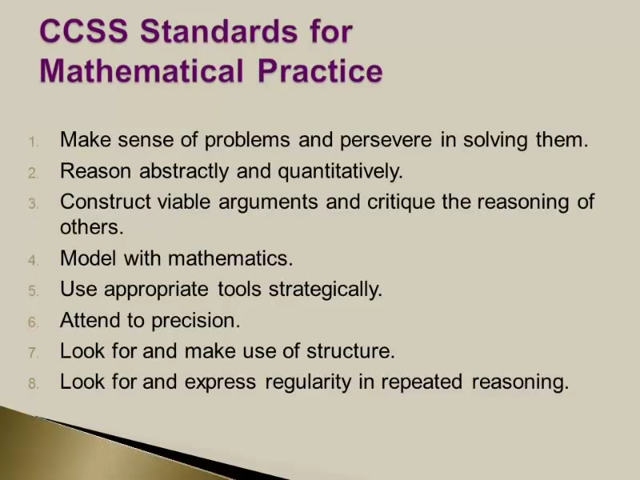 CCSS Standards for
Mathematical Practice
1. Make sense of problems and persevere in solving them.
2. Reason abstractly and quantitatively.
3. Construct viable arguments and critique the reasoning of
others.
4. Model with mathematics.
5. Use appropriate tools strategically.
6. Attend to precision.
7. Look for and make use of structure.
8. Look for and express regularity in repeated reasoning.